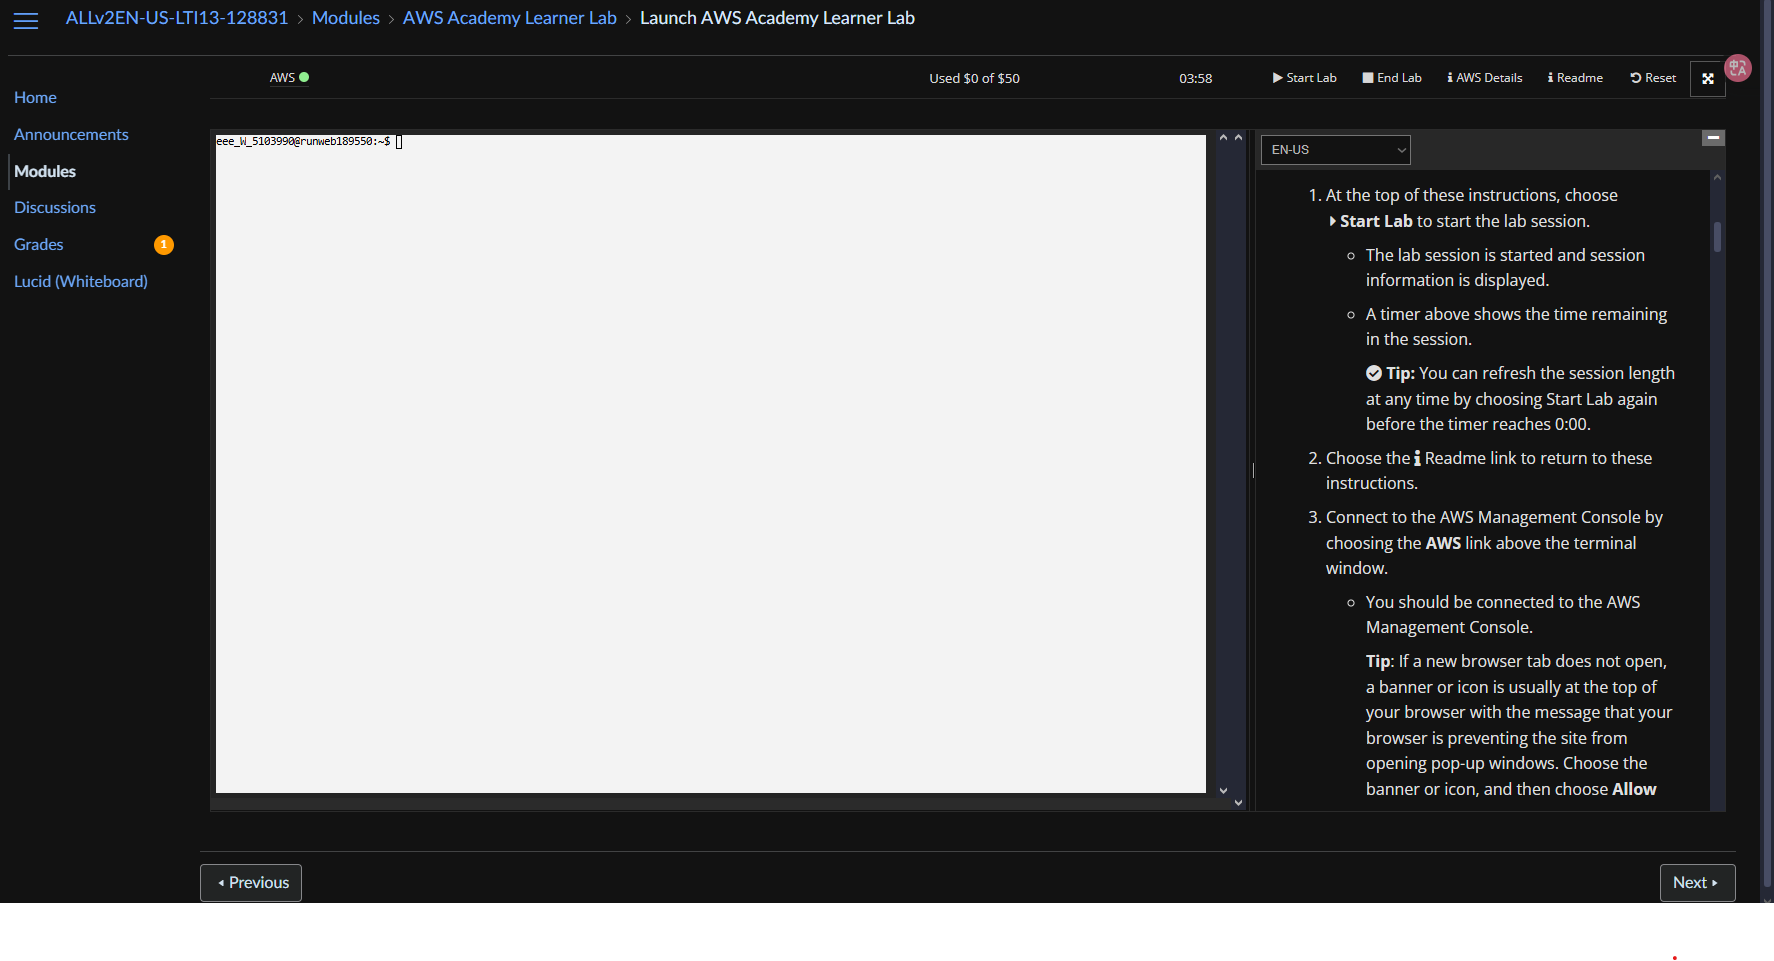 ALLv2EN-US-LTI13-128831 › Modules › AWS Academy Learner Lab › Launch AWS Academy Learner Lab
AWS
Used $0 of $50
03:58
Start Lab
End Lab
AWS Details
Readme
Reset
Home
Announcements
Modules
Discussions
Grades
1
Lucid (Whiteboard)
eee_W_5103990@runweb189550:~$
EN-US
1. At the top of these instructions, choose
Start Lab to start the lab session.
The lab session is started and session
information is displayed.
A timer above shows the time remaining
in the session.
Tip: You can refresh the session length
at any time by choosing Start Lab again
before the timer reaches 0:00.
2. Choose the Readme link to return to these
instructions.
3. Connect to the AWS Management Console by
choosing the AWS link above the terminal
window.
You should be connected to the AWS
Management Console.
Tip: If a new browser tab does not open,
a banner or icon is usually at the top of
your browser with the message that your
browser is preventing the site from
opening pop-up windows. Choose the
banner or icon, and then choose Allow
Previous
Next